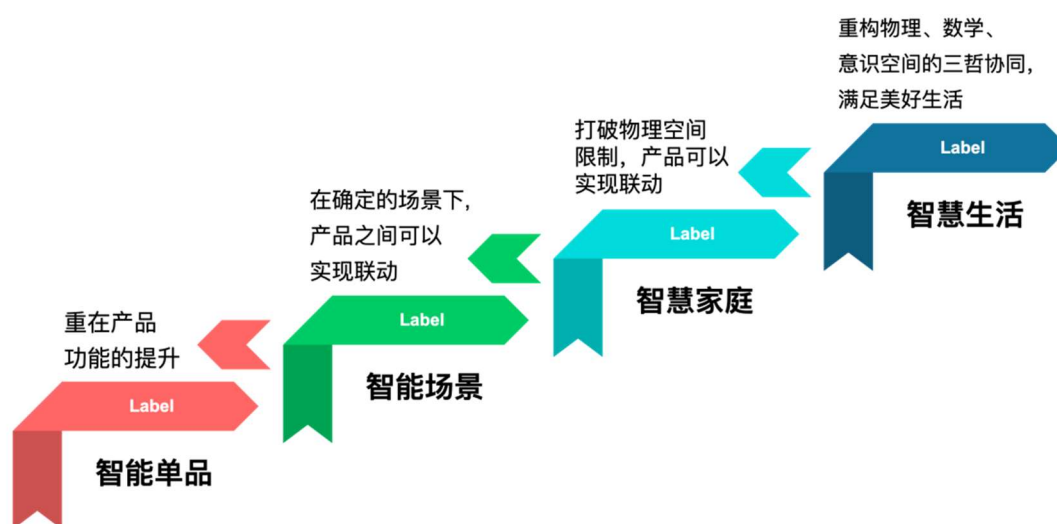 重构物理、数学、
意识空间的三哲协同，
满足美好生活
Label
智慧生活
打破物理空间
限制，产品可以
实现联动
Label
智慧家庭
在确定的场景下，
产品之间可以
实现联动
Label
智能场景
重在产品
功能的提升
Label
智能单品